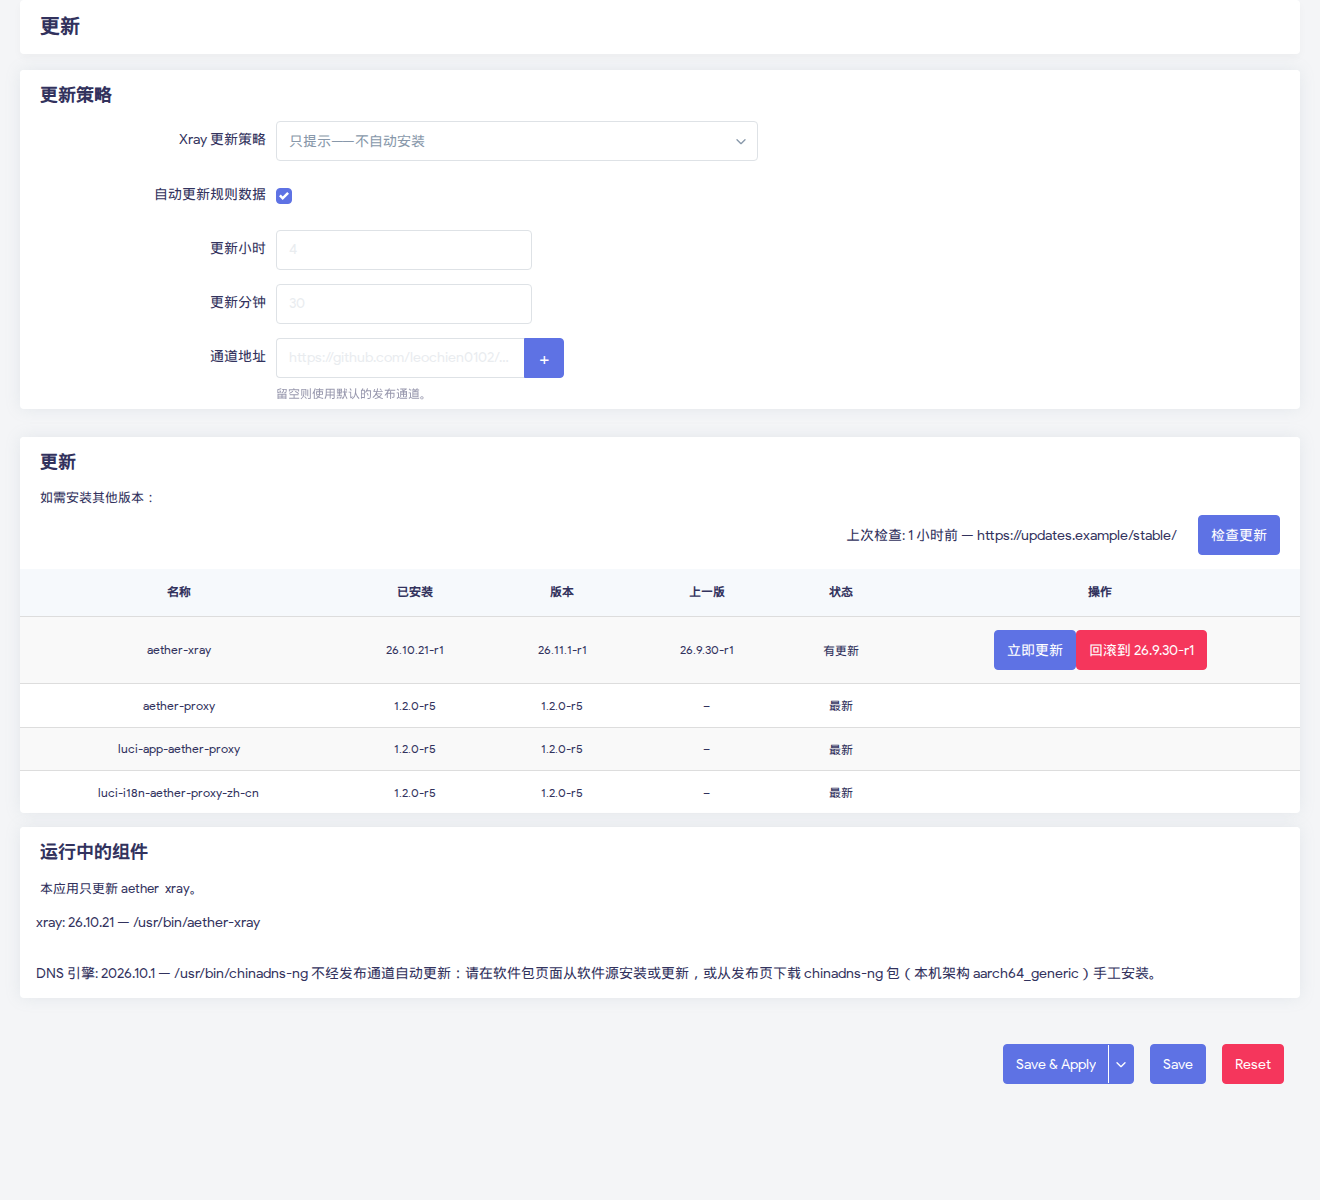 更新
更新策略
Xray 更新策略
只提示——不自动安装
自动更新规则数据
更新小时
4
更新分钟
30
通道地址
https://github.com/leochien0102/...
+
留空则使用默认的发布通道。
更新
如需安装其他版本：
上次检查: 1 小时前 — https://updates.example/stable/
检查更新
名称 已安装 版本 上一版 状态 操作
aether-xray 26.10.21-r1 26.11.1-r1 26.9.30-r1 有更新 立即更新 回滚到 26.9.30-r1
aether-proxy 1.2.0-r5 1.2.0-r5 – 最新
luci-app-aether-proxy 1.2.0-r5 1.2.0-r5 – 最新
luci-i18n-aether-proxy-zh-cn 1.2.0-r5 1.2.0-r5 – 最新
运行中的组件
本应用只更新 aether xray。
xray: 26.10.21 — /usr/bin/aether-xray
DNS 引擎: 2026.10.1 — /usr/bin/chinadns-ng 不经发布通道自动更新：请在软件包页面从软件源安装或更新，或从发布页下载 chinadns-ng 包（本机架构 aarch64_generic）手工安装。
Save & Apply
Save
Reset